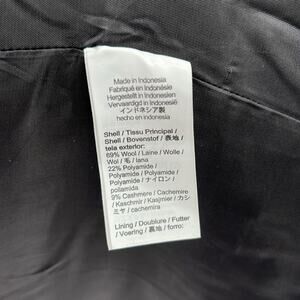 Made in Indonesia
Fabriqué en Indonésie
Hergestellt in Indonesien
Vervaardigd in Indonésië
インドネシア製
hecho en indonesia
Shell / Tissu Principal /
Shell / Bovenstof / 表地 /
tela exterior:
69% Wool / Laine / Wolle /
Wol / 毛 / lana
22% Polyamide /
Polyamide / Polyamide /
Polyamide / ナイロン /
poliamida
9% Cashmere / Cachemire
/ Kaschmir / Kasjmier / カシ
ミヤ / cachemira
Lining / Doublure / Futter
/ Voering / 裏地 / forro: